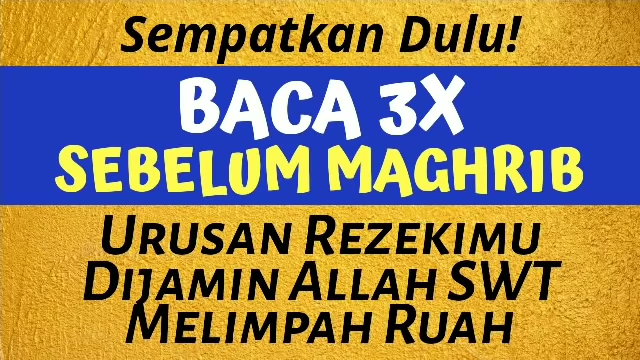 Sempatkan Dulu!
BACA 3X
SEBELUM MAGHRIB
URUSAN REZEKIMU
DIJAMIN ALLAH SWT
MELIMPAH RUAH